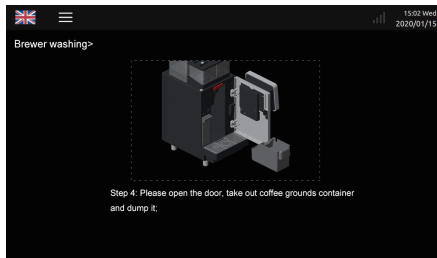 15:02 Wed
2020/01/15
Brewer washing>
Step 4: Please open the door, take out coffee grounds container
and dump it;